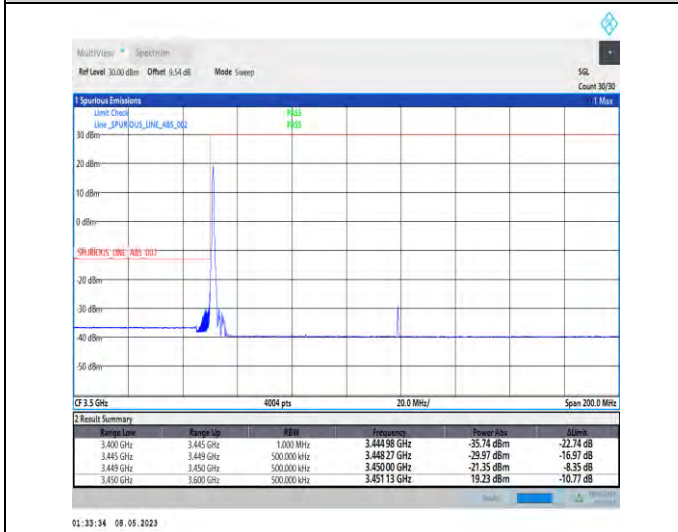 MultiView Spectrum
Ref Level 30.00 dBm Offset 9.54 dB Mode Sweep SGL
Count 30/30
1 Spurious Emissions 1 Max
Limit Check PASS
Line _SPURIOUS_LINE_ABS_002 PASS
30 dBm
20 dBm
10 dBm
0 dBm
_SPURIOUS_LINE_ABS_002
-20 dBm
-30 dBm
-40 dBm
-50 dBm
CF 3.5 GHz 4004 pts 20.0 MHz/ Span 200.0 MHz
2 Result Summary
Range Low Range Up RBW Frequency Power Abs ΔLimit
3.400 GHz 3.445 GHz 1.000 MHz 3.444 98 GHz -35.74 dBm -22.74 dB
3.445 GHz 3.449 GHz 500.000 kHz 3.448 27 GHz -29.97 dBm -16.97 dB
3.449 GHz 3.450 GHz 500.000 kHz 3.450 00 GHz -21.35 dBm -8.35 dB
3.450 GHz 3.600 GHz 500.000 kHz 3.451 13 GHz 19.23 dBm -10.77 dB
01:33:34 08.05.2023